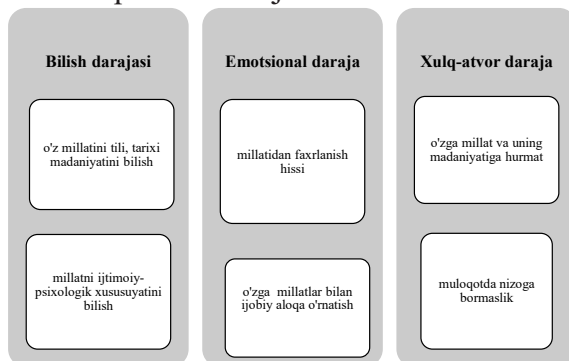 Bilish darajasi
o'z millatini tili, tarixi
madaniyatini bilish
millatni ijtimoiy-
psixologik xususuyatini
bilish
Emotsional daraja
millatidan faxrlanish
hissi
o'zga millatlar bilan
ijobiy aloqa o'rnatish
Xulq-atvor daraja
o'zga millat va uning
madaniyatiga hurmat
muloqotda nizoga
bormaslik